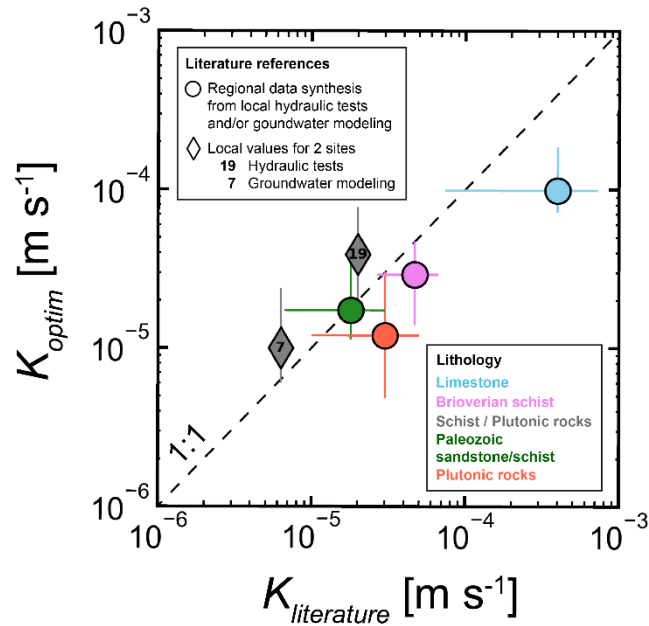 10⁻³
Literature references
Regional data synthesis
from local hydraulic tests
and/or goundwater modeling
Local values for 2 sites
19 Hydraulic tests
7 Groundwater modeling
10⁻⁴
19
K_optim [m s⁻¹]
10⁻⁵
7
Lithology
Limestone
Brioverian schist
Schist / Plutonic rocks
Paleozoic
sandstone/schist
Plutonic rocks
1:1
10⁻⁶
10⁻⁶ 10⁻⁵ 10⁻⁴ 10⁻³
K_literature [m s⁻¹]